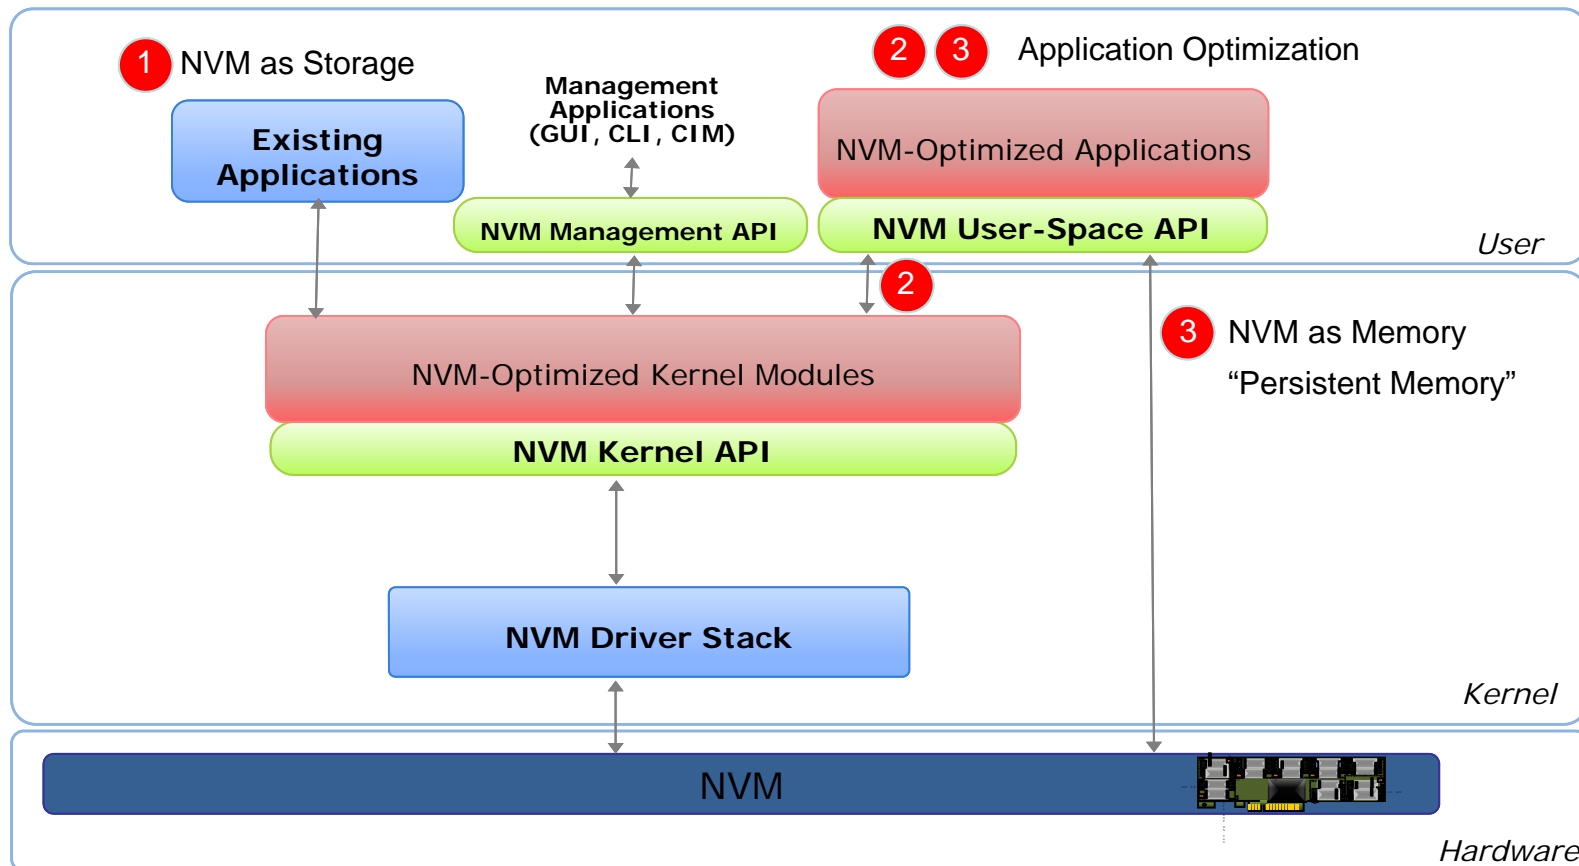 1 NVM as Storage
2 3 Application Optimization
Management
Applications
(GUI, CLI, CIM)
Existing
Applications
NVM-Optimized Applications
NVM Management API
NVM User-Space API
User
2
3 NVM as Memory
“Persistent Memory”
NVM-Optimized Kernel Modules
NVM Kernel API
NVM Driver Stack
Kernel
NVM
Hardware